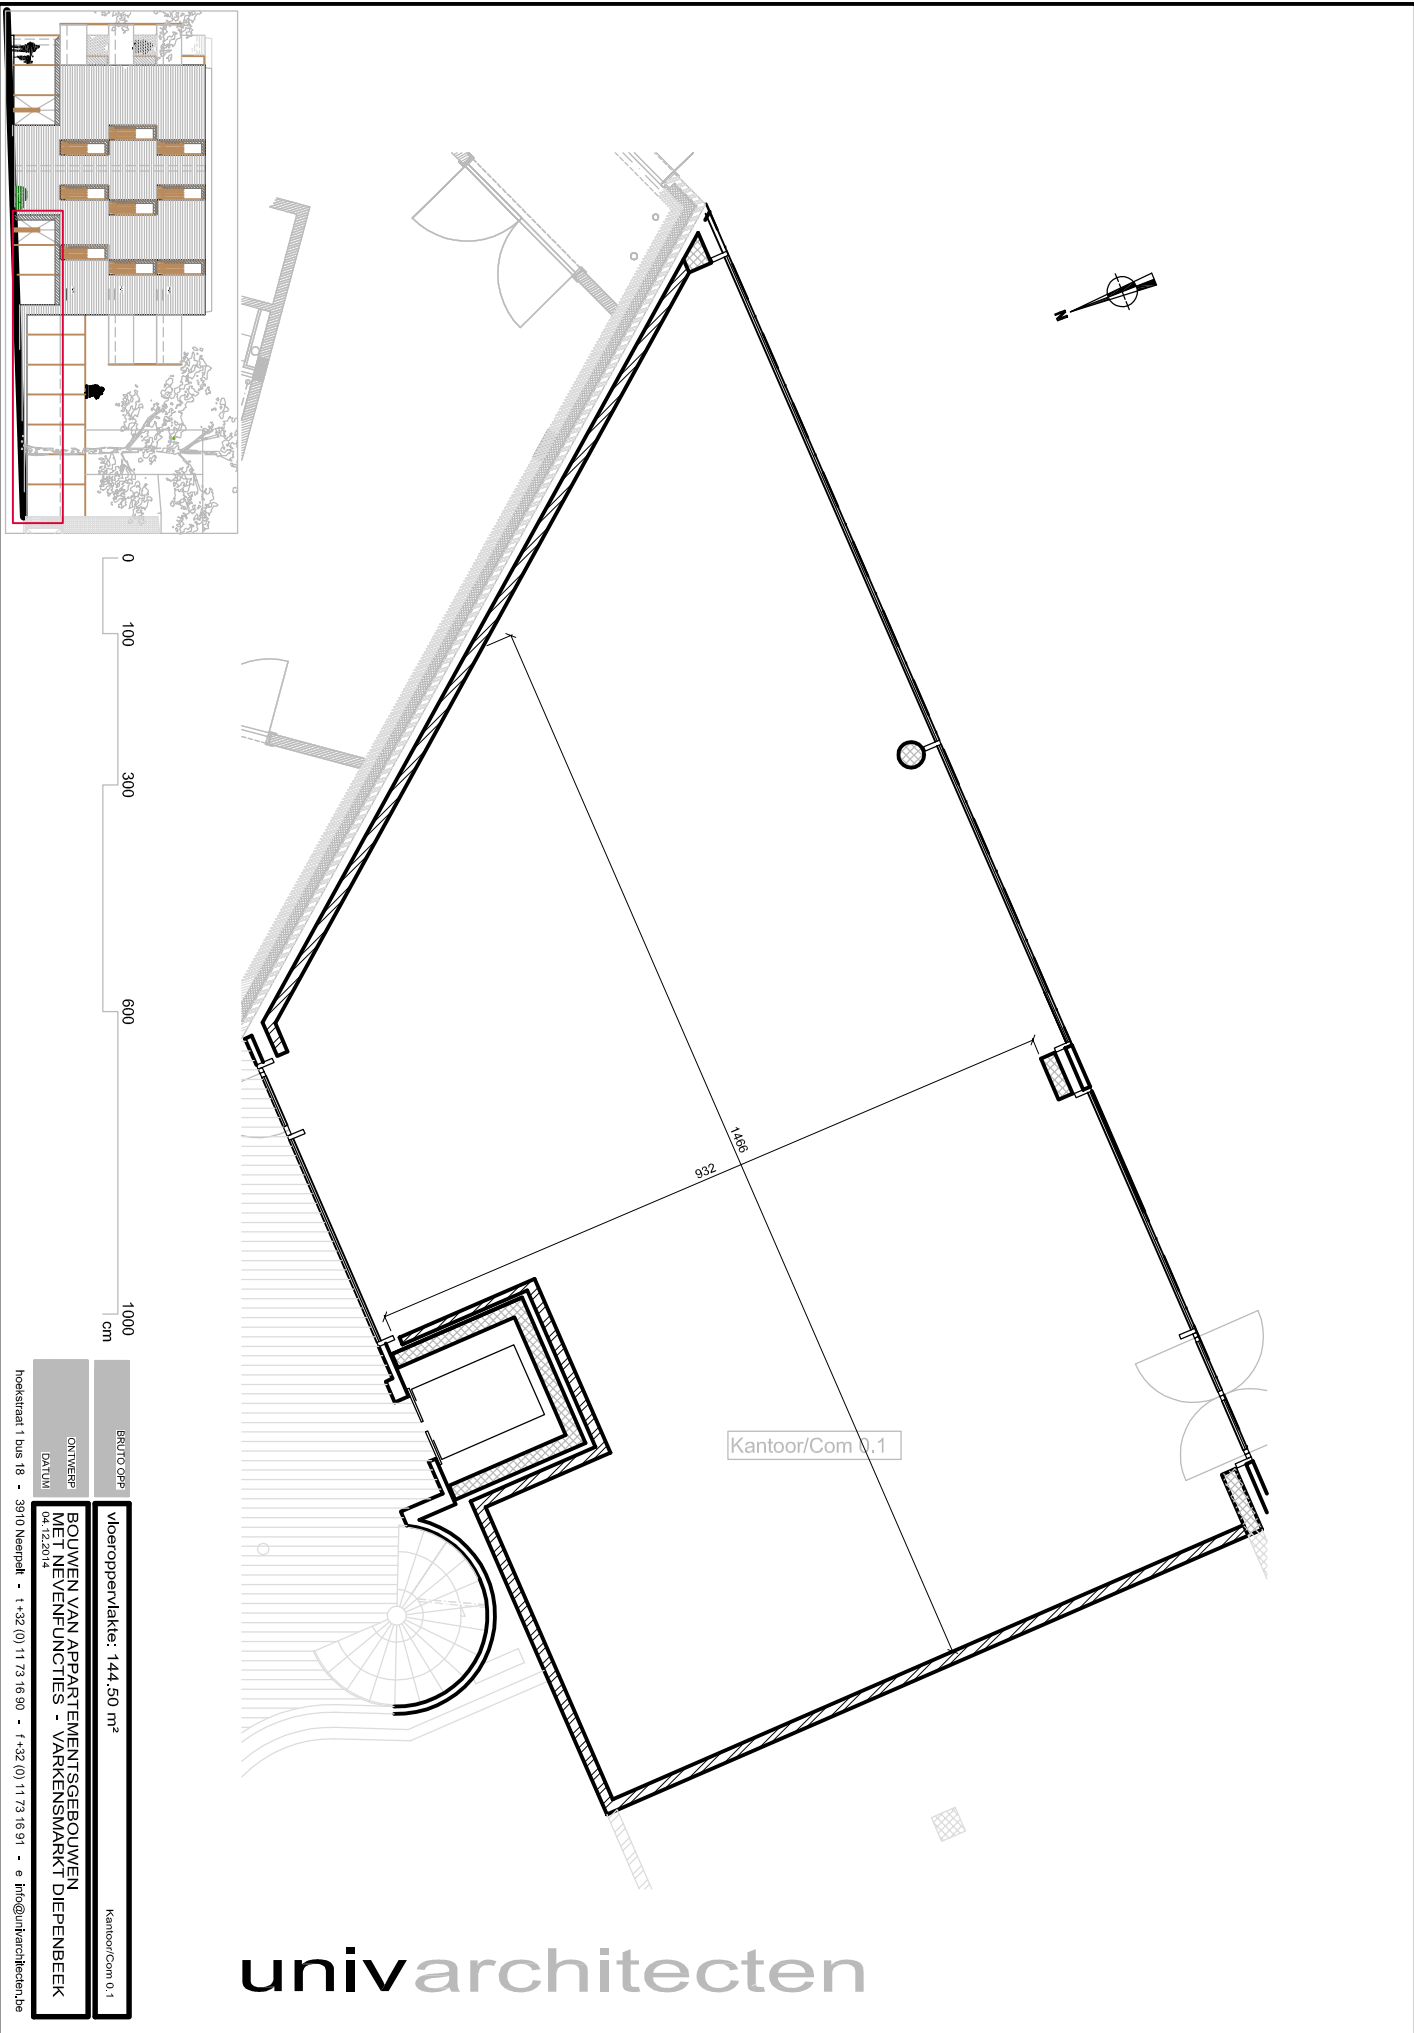 N
0 100 300 600 1000
cm
1466
932
Kantoor/Com 0.1
BRUTO OPP
vloeroppervlakte: 144.50 m²
Kantoor/Com 0.1
ONTWERP
BOUWEN VAN APPARTEMENTSGEBOUWEN
MET NEVENFUNCTIES - VARKENSMARKT DIEPENBEEK
DATUM
04.12.2014
hoekstraat 1 bus 18 - 3910 Neerpelt - t +32 (0) 11 73 16 90 - f +32 (0) 11 73 16 91 - e info@univarchitecten.be
univarchitecten